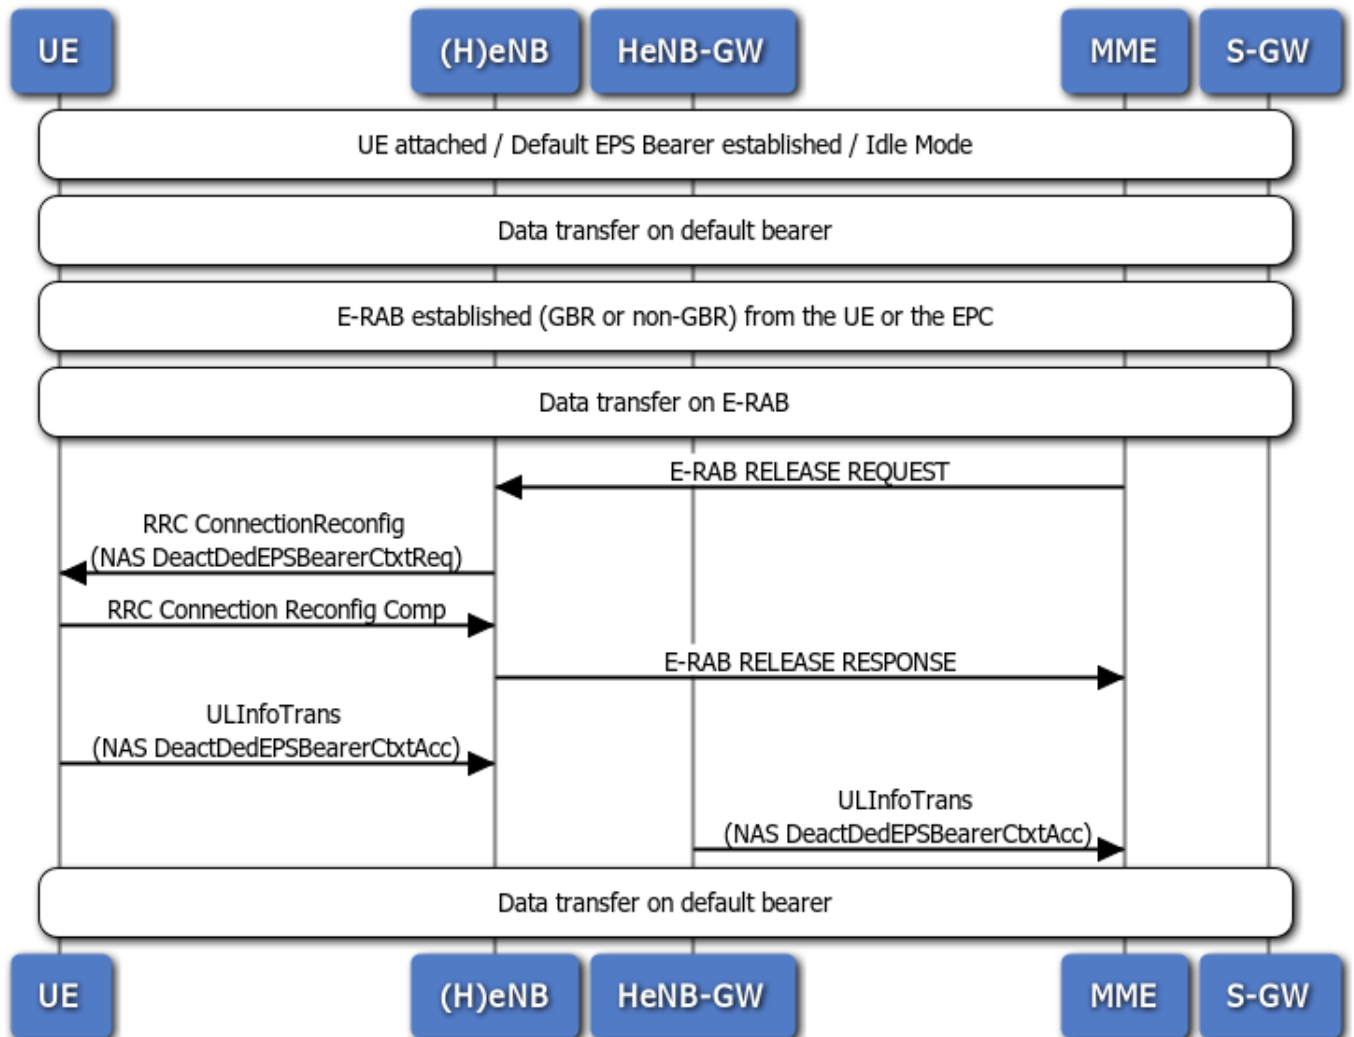 UE
(H)eNB
HeNB-GW
MME
S-GW
UE attached / Default EPS Bearer established / Idle Mode
Data transfer on default bearer
E-RAB established (GBR or non-GBR) from the UE or the EPC
Data transfer on E-RAB
E-RAB RELEASE REQUEST
RRC ConnectionReconfig
(NAS DeactDedEPSBearerCtxtReq)
RRC Connection Reconfig Comp
E-RAB RELEASE RESPONSE
ULInfoTrans
(NAS DeactDedEPSBearerCtxtAcc)
ULInfoTrans
(NAS DeactDedEPSBearerCtxtAcc)
Data transfer on default bearer
UE
(H)eNB
HeNB-GW
MME
S-GW